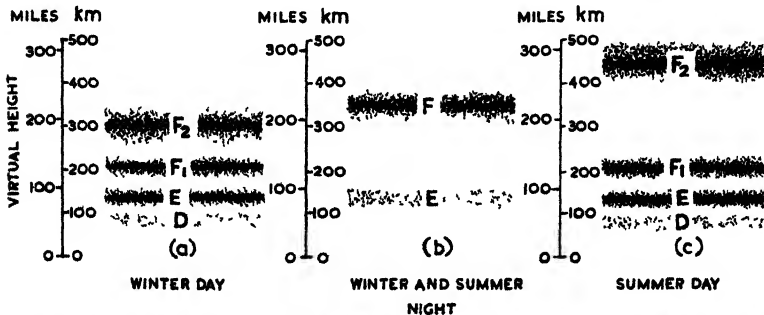 MILES km MILES km MILES km
300 500 300 500 300 500
400 400 400
200 300 200 300 200 300
200 200 200
100 100 100
100 100 100
0 0 0 0 0 0
VIRTUAL HEIGHT
F2
F1
E
D
(a)
WINTER DAY
F
E
(b)
WINTER AND SUMMER
NIGHT
F2
F1
E
D
(c)
SUMMER DAY